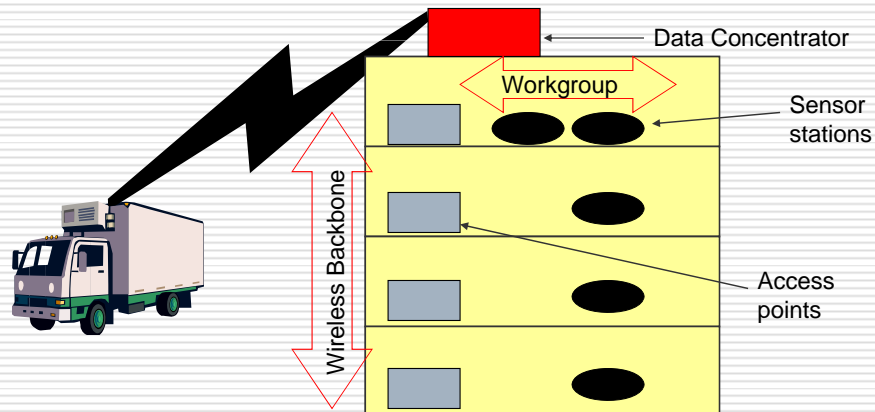 Data Concentrator
Workgroup
Sensor
stations
Wireless Backbone
Access
points